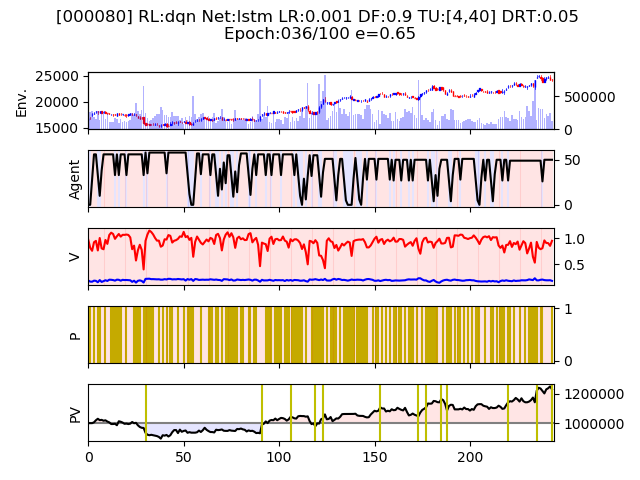 [000080] RL:dqn Net:lstm LR:0.001 DF:0.9 TU:[4,40] DRT:0.05
Epoch:036/100 e=0.65
Env.
25000
20000
15000
500000
0
Agent
50
0
V
1.0
0.5
P
1
0
PV
1200000
1000000
0
50
100
150
200